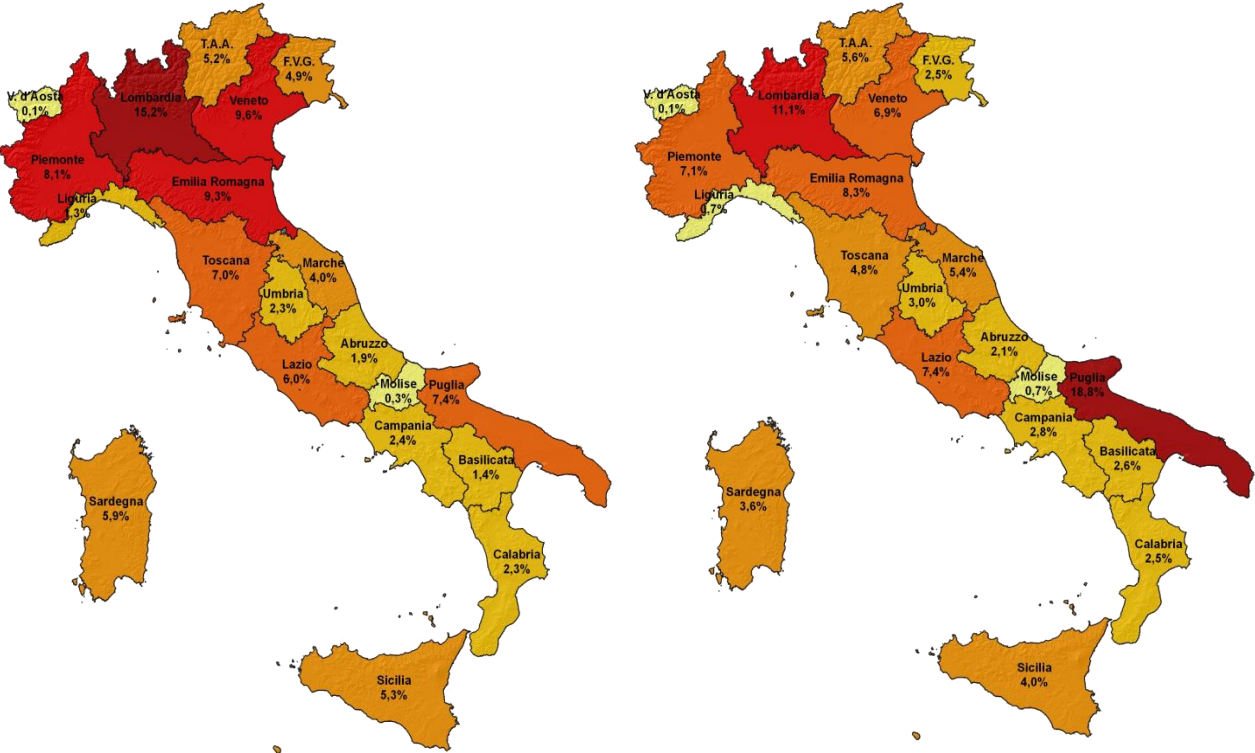 T.A.A.
5,2%
F.V.G.
4,9%
V. d'Aosta
0,1%
Lombardia
15,2%
Veneto
9,6%
Piemonte
8,1%
Emilia Romagna
9,3%
Liguria
1,3%
Toscana
7,0%
Marche
4,0%
Umbria
2,3%
Abruzzo
1,9%
Lazio
6,0%
Molise
0,3%
Puglia
7,4%
Campania
2,4%
Basilicata
1,4%
Sardegna
5,9%
Calabria
2,3%
Sicilia
5,3%
T.A.A.
5,6%
F.V.G.
2,5%
V. d'Aosta
0,1%
Lombardia
11,1%
Veneto
6,9%
Piemonte
7,1%
Emilia Romagna
8,3%
Liguria
0,7%
Toscana
4,8%
Marche
5,4%
Umbria
3,0%
Abruzzo
2,1%
Lazio
7,4%
Molise
0,7%
Puglia
18,8%
Campania
2,8%
Basilicata
2,6%
Sardegna
3,6%
Calabria
2,5%
Sicilia
4,0%